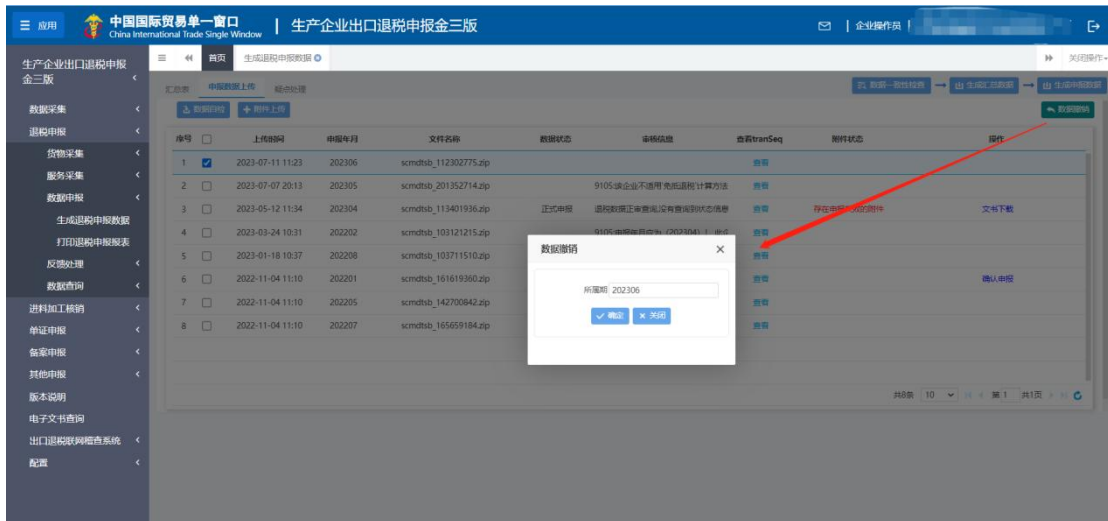 应用
中国国际贸易单一窗口
China International Trade Single Window
生产企业出口退税申报金三版
企业操作员
生产企业出口退税申报
金三版
首页
生成退税申报数据
关闭操作
汇总表
申报数据上传
疑点处理
数据一致性检查
生成汇总数据
生成申报数据
数据自检
附件上传
数据撤销
数据采集
退税申报
货物采集
服务采集
数据申报
生成退税申报数据
打印退税申报报表
反馈处理
数据查询
进料加工核销
单证申报
备案申报
其他申报
版本说明
电子文书查询
出口退税联网稽查系统
配置
序号 上传时间 申报年月 文件名称 数据状态 审核信息 查看tranSeq 附件状态 操作
1 2023-07-11 11:23 202306 scmdtsb_112302775.zip 查看
2 2023-07-07 20:13 202305 scmdtsb_201352714.zip 9105:该企业不适用'免抵退税'计算方法 查看
3 2023-05-12 11:34 202304 scmdtsb_113401936.zip 正式申报 退税数据正审查阅,没有查阅到状态信息 查看 存在申报 的附件 文书下载
4 2023-03-24 10:31 202202 scmdtsb_103121215.zip 9105:申报年月应为（202304）！ 查看
5 2023-01-18 10:37 202208 scmdtsb_103711510.zip 查看
6 2022-11-04 11:10 202201 scmdtsb_161619360.zip 查看 确认申报
7 2022-11-04 11:10 202205 scmdtsb_142700842.zip 查看
8 2022-11-04 11:10 202207 scmdtsb_165659184.zip 查看
数据撤销
所属期 202306
确定 关闭
共8条 10 第 1 共1页